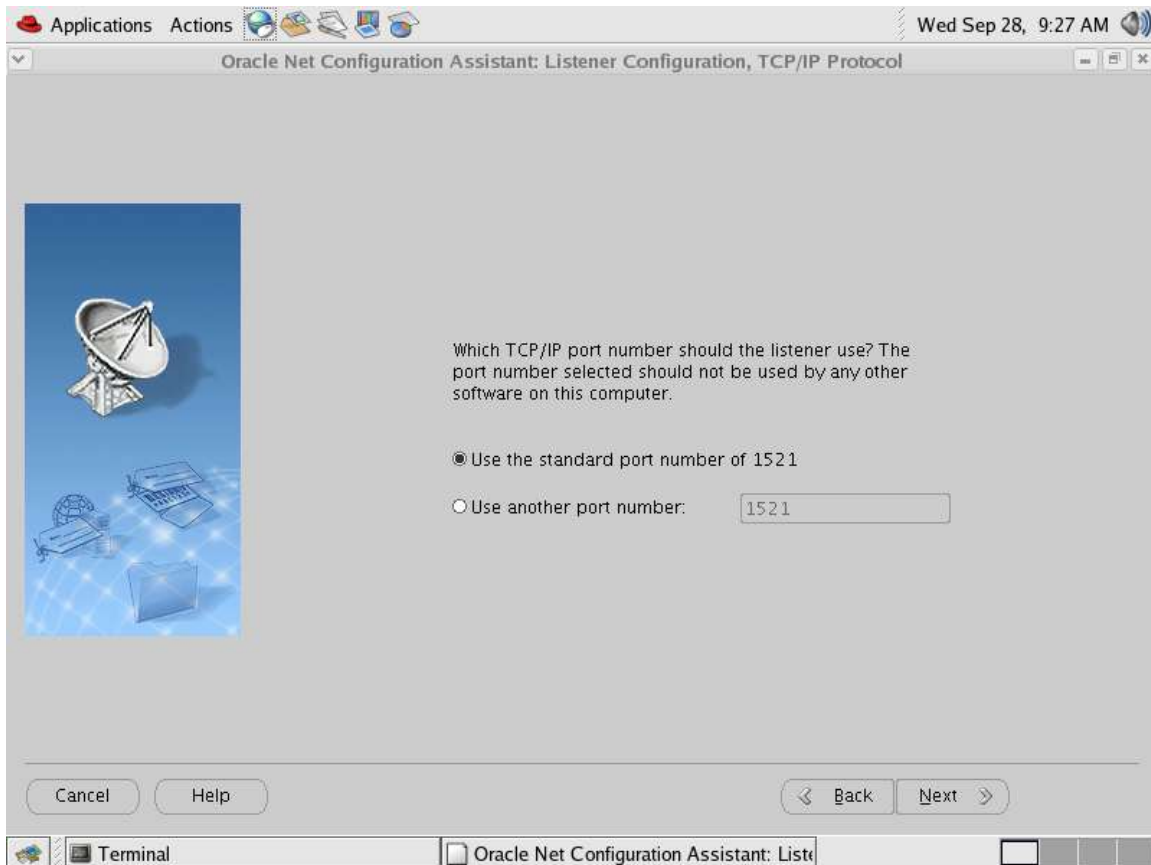 Applications Actions Wed Sep 28, 9:27 AM
Oracle Net Configuration Assistant: Listener Configuration, TCP/IP Protocol
Which TCP/IP port number should the listener use? The
port number selected should not be used by any other
software on this computer.
Use the standard port number of 1521
Use another port number: 1521
Cancel Help Back Next
Terminal Oracle Net Configuration Assistant: Liste